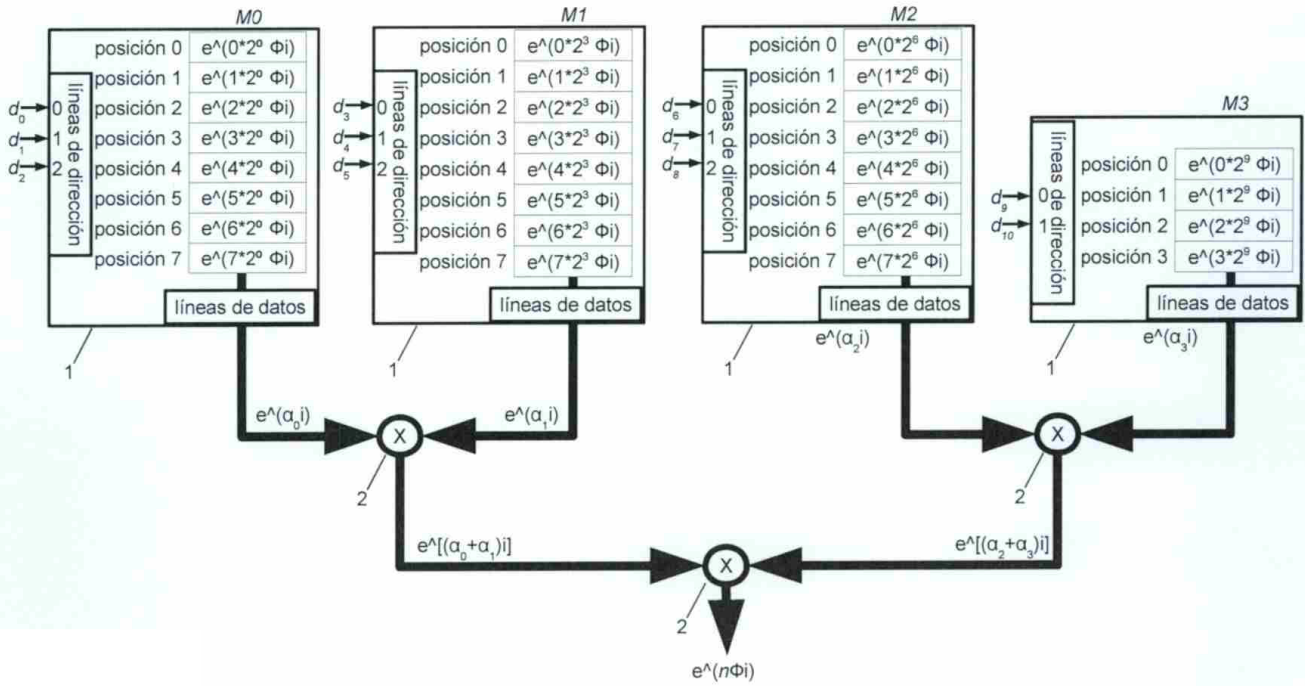 M0
posición 0 e^(0*2⁰ Φi)
posición 1 e^(1*2⁰ Φi)
posición 2 e^(2*2⁰ Φi)
posición 3 e^(3*2⁰ Φi)
posición 4 e^(4*2⁰ Φi)
posición 5 e^(5*2⁰ Φi)
posición 6 e^(6*2⁰ Φi)
posición 7 e^(7*2⁰ Φi)
d₀ 0
d₁ 1
d₂ 2
líneas de dirección
líneas de datos
1
M1
posición 0 e^(0*2³ Φi)
posición 1 e^(1*2³ Φi)
posición 2 e^(2*2³ Φi)
posición 3 e^(3*2³ Φi)
posición 4 e^(4*2³ Φi)
posición 5 e^(5*2³ Φi)
posición 6 e^(6*2³ Φi)
posición 7 e^(7*2³ Φi)
d₃ 0
d₄ 1
d₅ 2
líneas de dirección
líneas de datos
1
M2
posición 0 e^(0*2⁶ Φi)
posición 1 e^(1*2⁶ Φi)
posición 2 e^(2*2⁶ Φi)
posición 3 e^(3*2⁶ Φi)
posición 4 e^(4*2⁶ Φi)
posición 5 e^(5*2⁶ Φi)
posición 6 e^(6*2⁶ Φi)
posición 7 e^(7*2⁶ Φi)
d₆ 0
d₇ 1
d₈ 2
líneas de dirección
líneas de datos
1
M3
posición 0 e^(0*2⁹ Φi)
posición 1 e^(1*2⁹ Φi)
posición 2 e^(2*2⁹ Φi)
posición 3 e^(3*2⁹ Φi)
d₉ 0
d₁₀ 1
líneas de dirección
líneas de datos
1
e^(α₂i)
e^(α₃i)
e^(α₀i)
X
e^(α₁i)
2
X
2
e^[(α₀+α₁)i]
X
e^[(α₂+α₃)i]
2
e^(nΦi)